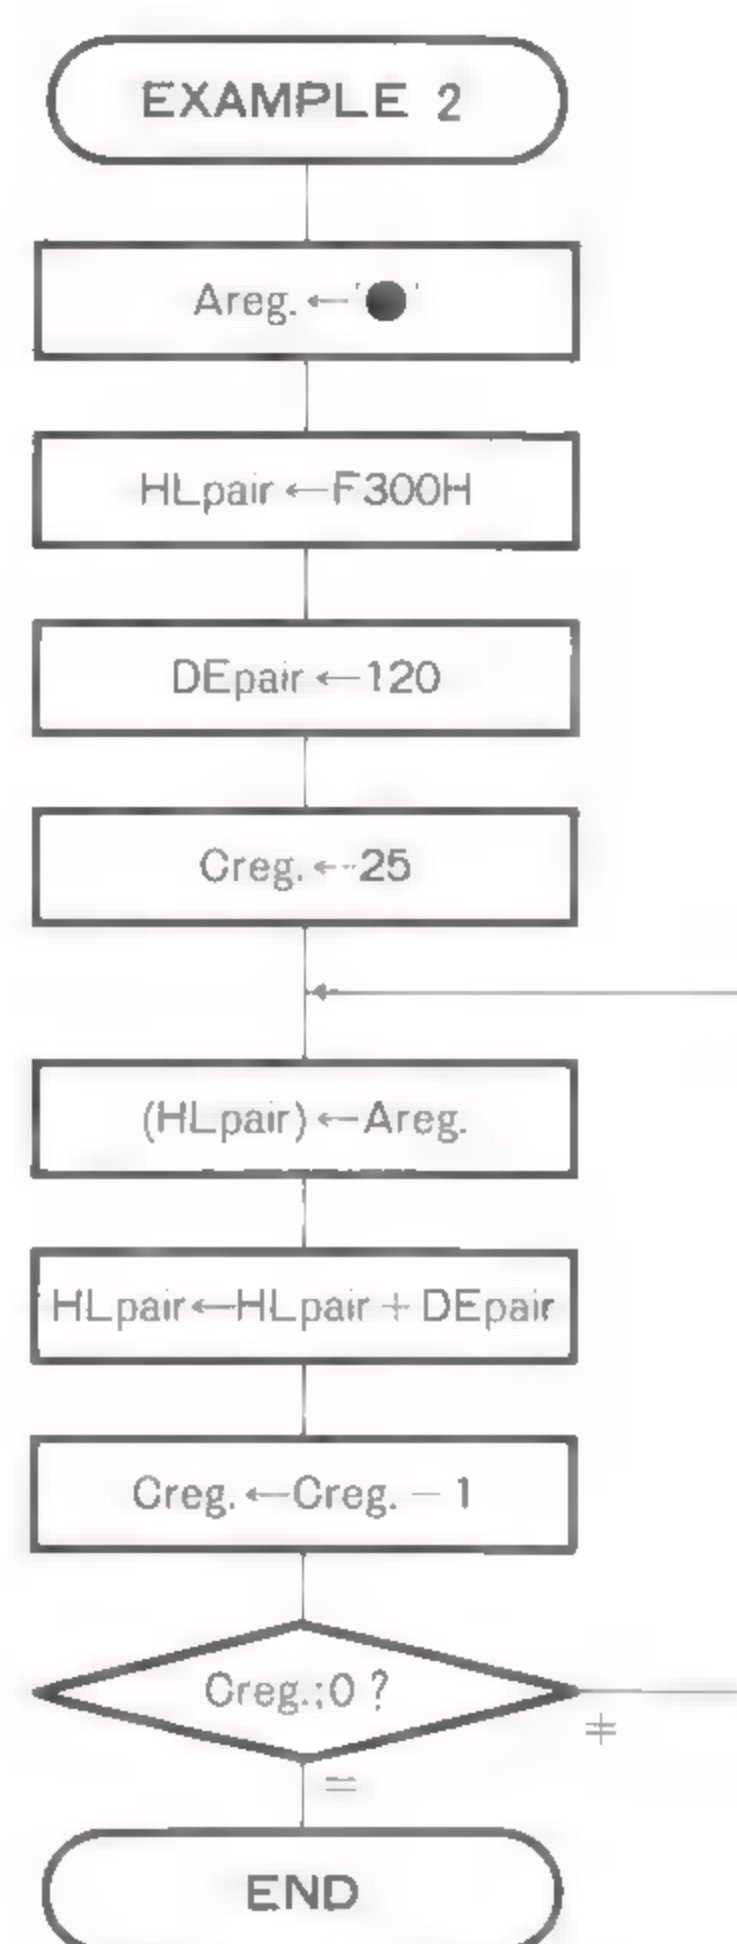 EXAMPLE 2
Areg. ←'●'
HLpair ←F300H
DEpair ←120
Creg. ←25
(HLpair) ←Areg.
HLpair←HLpair + DEpair
Creg. ←Creg. − 1
Creg.:0 ?
≠
=
END